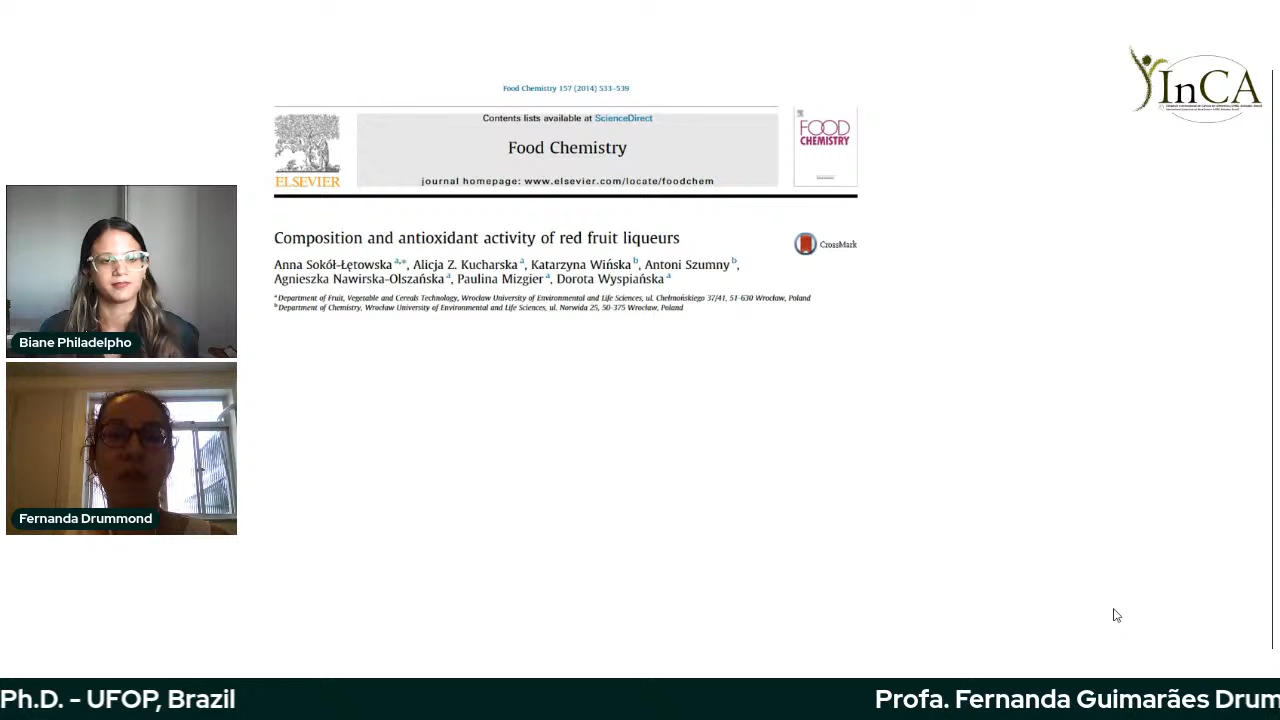 Food Chemistry 157 (2014) 533–539
Contents lists available at ScienceDirect
Food Chemistry
journal homepage: www.elsevier.com/locate/foodchem
ELSEVIER
FOOD
CHEMISTRY
InCA
Composition and antioxidant activity of red fruit liqueurs
CrossMark
Anna Sokół-Łętowska a,*, Alicja Z. Kucharska a, Katarzyna Wińska b, Antoni Szumny b,
Agnieszka Nawirska-Olszańska a, Paulina Mizgier a, Dorota Wyspiańska a
a Department of Fruit, Vegetable and Cereals Technology, Wrocław University of Environmental and Life Sciences, ul. Chełmońskiego 37/41, 51-630 Wrocław, Poland
b Department of Chemistry, Wrocław University of Environmental and Life Sciences, ul. Norwida 25, 50-375 Wrocław, Poland
Biane Philadelpho
Fernanda Drummond
Ph.D. - UFOP, Brazil
Profa. Fernanda Guimarães Drum